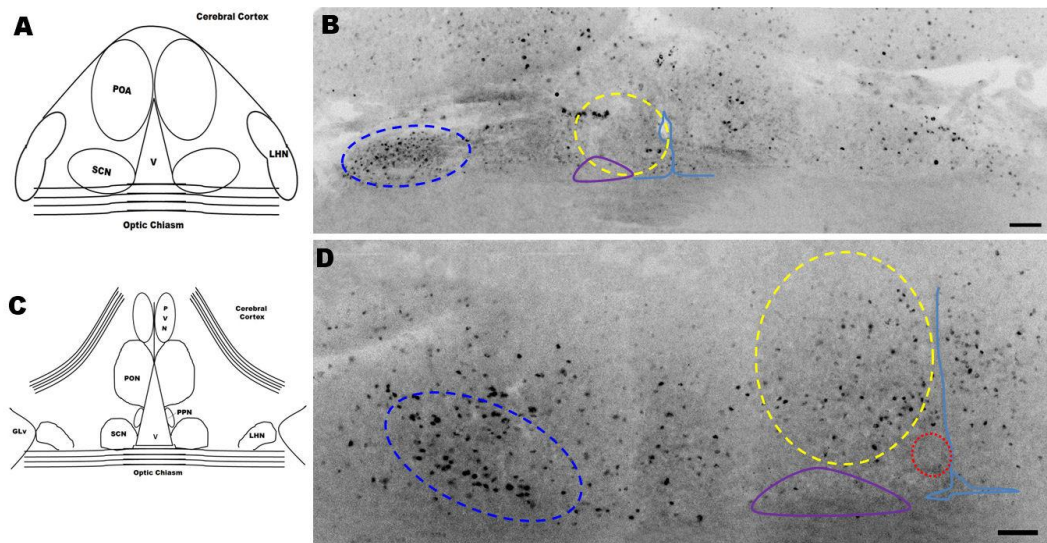 A
Cerebral Cortex
POA
LHN
SCN
V
Optic Chiasm
B
C
P
V
N
Cerebral
Cortex
PON
GLv
PPN
SCN
V
LHN
Optic Chiasm
D